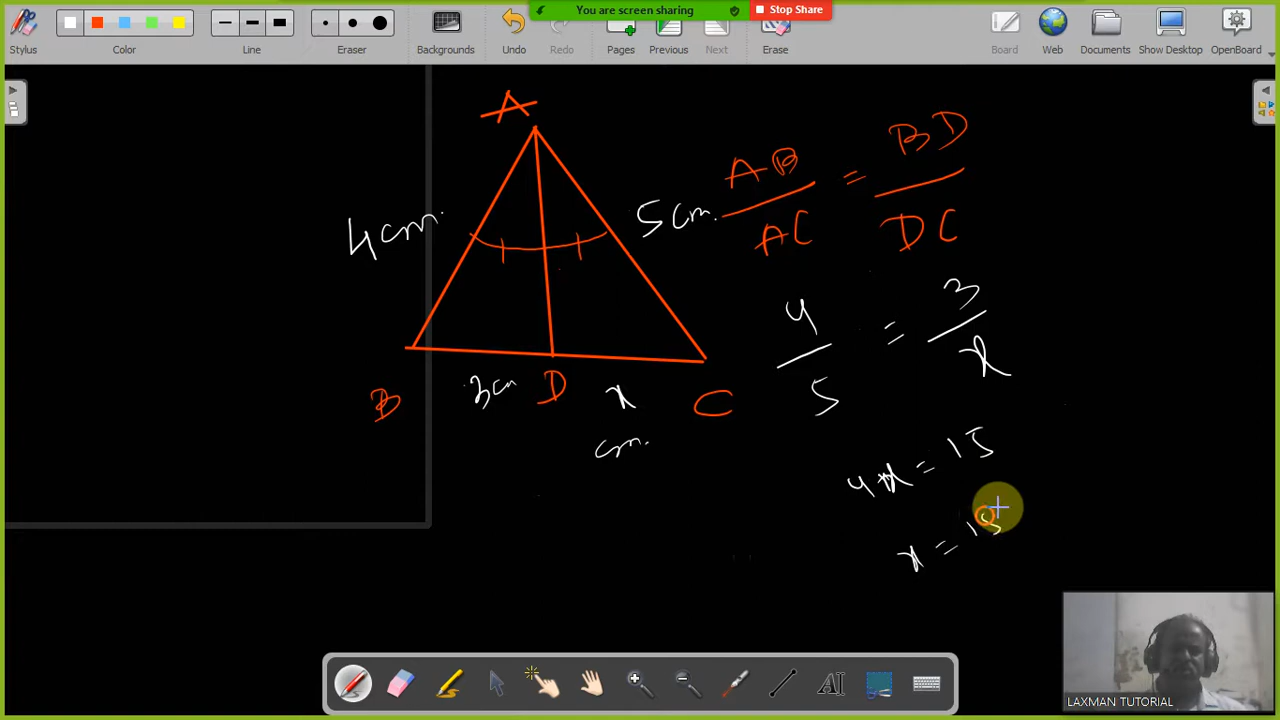 You are screen sharing
Stop Share
Stylus
Color
Line
Eraser
Backgrounds
Undo
Redo
Pages
Previous
Next
Erase
Board
Web
Documents
Show Desktop
OpenBoard
A
4cm.
5cm.
AB/AC = BD/DC
4/5 = 3/x
B
3cm
D
x
cm.
C
4x = 15
x = 15
LAXMAN TUTORIAL